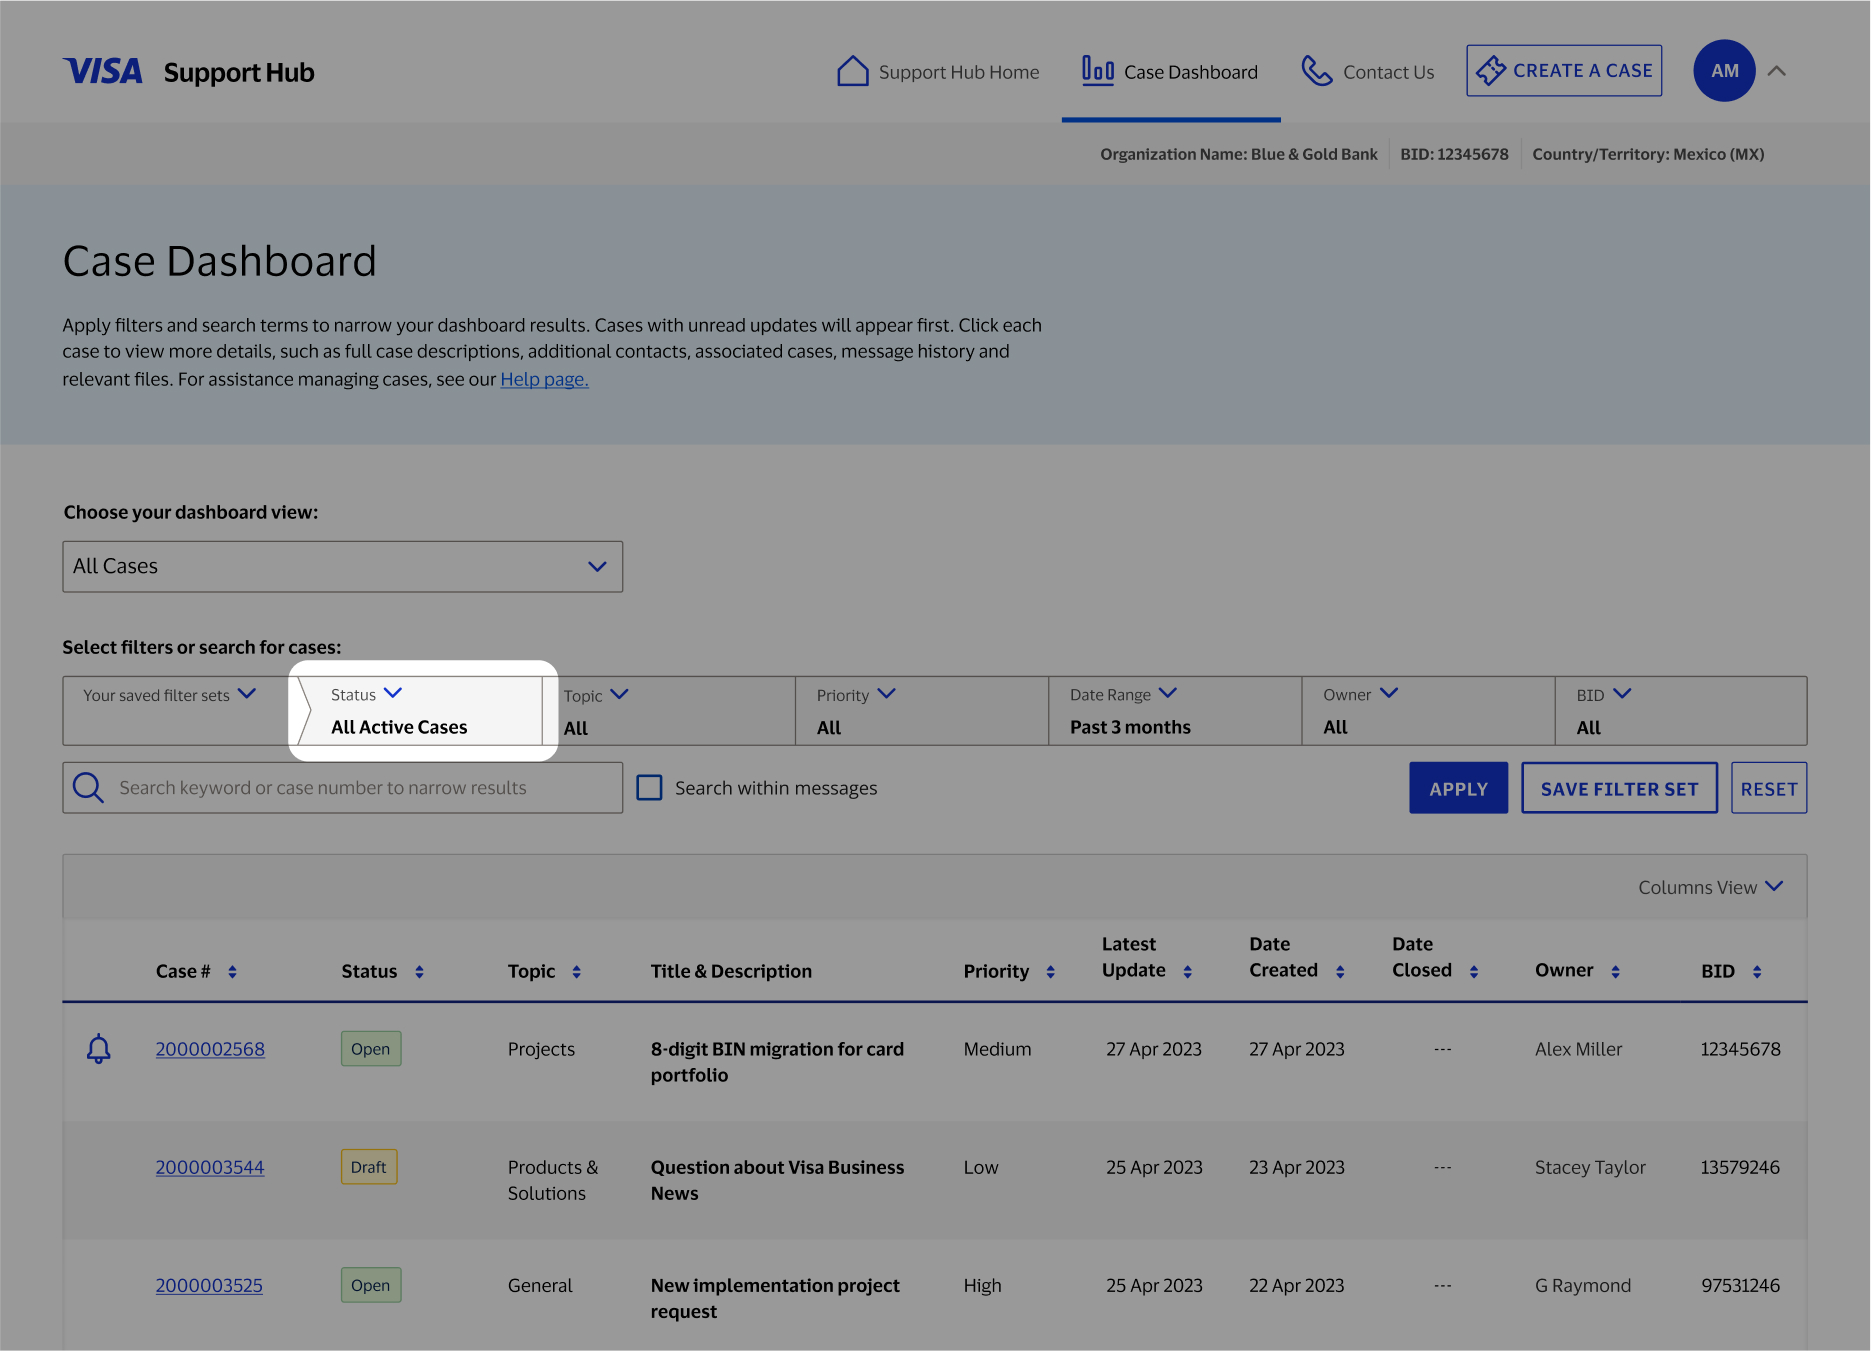 VISA Support Hub
Support Hub Home
Case Dashboard
Contact Us
CREATE A CASE
AM
Organization Name: Blue & Gold Bank
BID: 12345678
Country/Territory: Mexico (MX)
Case Dashboard
Apply filters and search terms to narrow your dashboard results. Cases with unread updates will appear first. Click each
case to view more details, such as full case descriptions, additional contacts, associated cases, message history and
relevant files. For assistance managing cases, see our Help page.
Choose your dashboard view:
All Cases
Select filters or search for cases:
Your saved filter sets
Status
All Active Cases
Topic
All
Priority
All
Date Range
Past 3 months
Owner
All
BID
All
Search keyword or case number to narrow results
Search within messages
APPLY
SAVE FILTER SET
RESET
Columns View
Case #
Status
Topic
Title & Description
Priority
Latest
Update
Date
Created
Date
Closed
Owner
BID
2000002568
Open
Projects
8-digit BIN migration for card
portfolio
Medium
27 Apr 2023
27 Apr 2023
---
Alex Miller
12345678
2000003544
Draft
Products &
Solutions
Question about Visa Business
News
Low
25 Apr 2023
23 Apr 2023
---
Stacey Taylor
13579246
2000003525
Open
General
New implementation project
request
High
25 Apr 2023
22 Apr 2023
---
G Raymond
97531246